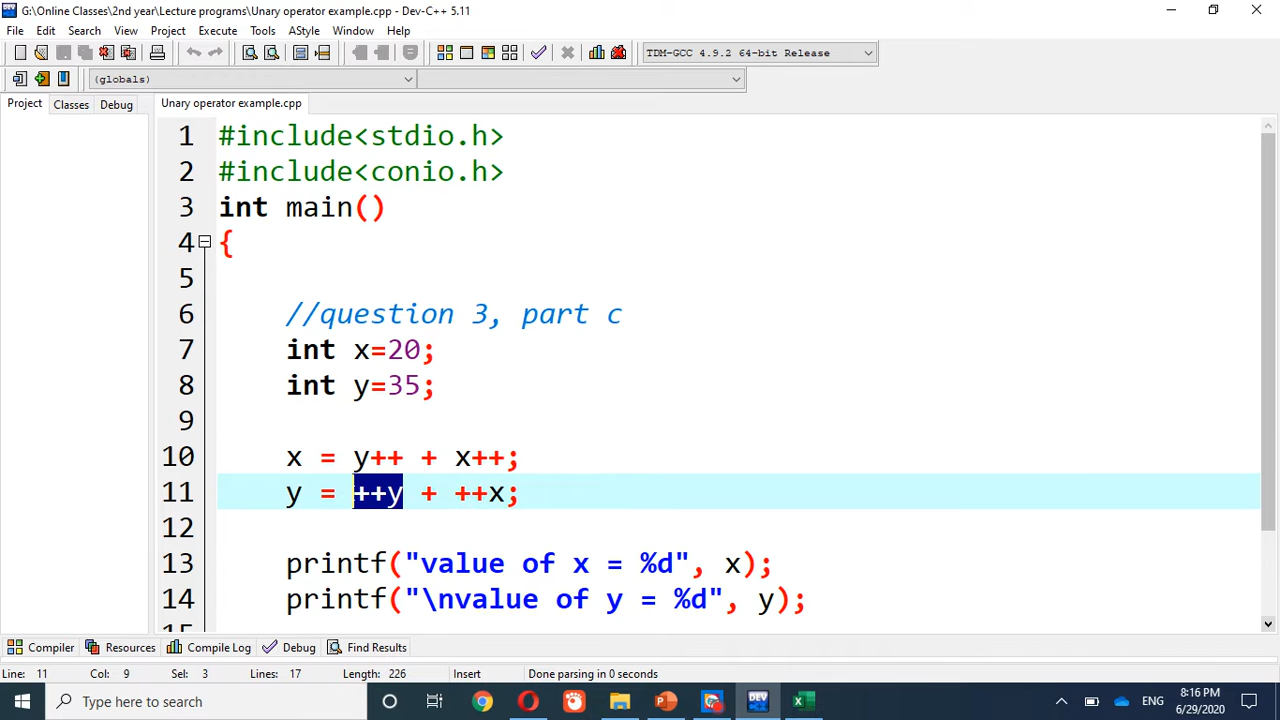 G:\Online Classes\2nd year\Lecture programs\Unary operator example.cpp - Dev-C++ 5.11
File Edit Search View Project Execute Tools AStyle Window Help
TDM-GCC 4.9.2 64-bit Release
(globals)
Project Classes Debug Unary operator example.cpp
1 #include<stdio.h>
2 #include<conio.h>
3 int main()
4 {
5
6 //question 3, part c
7 int x=20;
8 int y=35;
9
10 x = y++ + x++;
11 y = ++y + ++x;
12
13 printf("value of x = %d", x);
14 printf("\nvalue of y = %d", y);
15
Compiler Resources Compile Log Debug Find Results
Line: 11 Col: 9 Sel: 3 Lines: 17 Length: 226 Insert Done parsing in 0 seconds
Type here to search
DEV
ENG
8:16 PM
6/29/2020